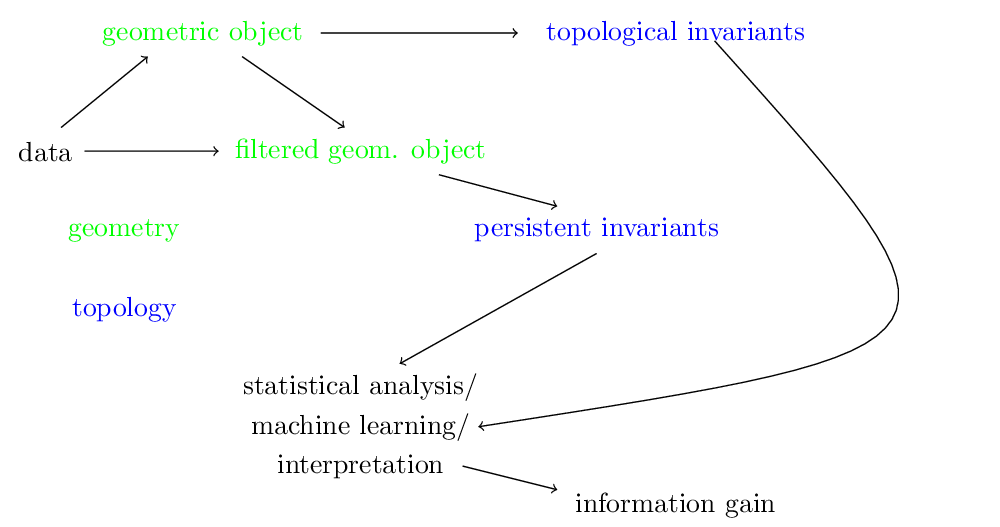 geometric object
topological invariants
data
filtered geom. object
geometry
persistent invariants
topology
statistical analysis/
machine learning/
interpretation
information gain